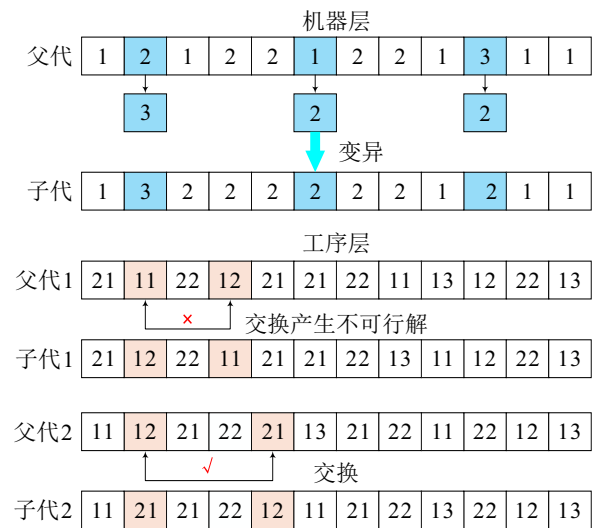 机器层
父代 1 2 1 2 2 1 2 2 1 3 1 1
3 2 2
变异
子代 1 3 2 2 2 2 2 2 1 2 1 1
工序层
父代1 21 11 22 12 21 21 22 11 13 12 22 13
× 交换产生不可行解
子代1 21 12 22 11 21 21 22 13 11 12 22 13
父代2 11 12 21 22 21 13 21 22 11 22 12 13
√ 交换
子代2 11 21 21 22 12 11 21 22 13 22 12 13